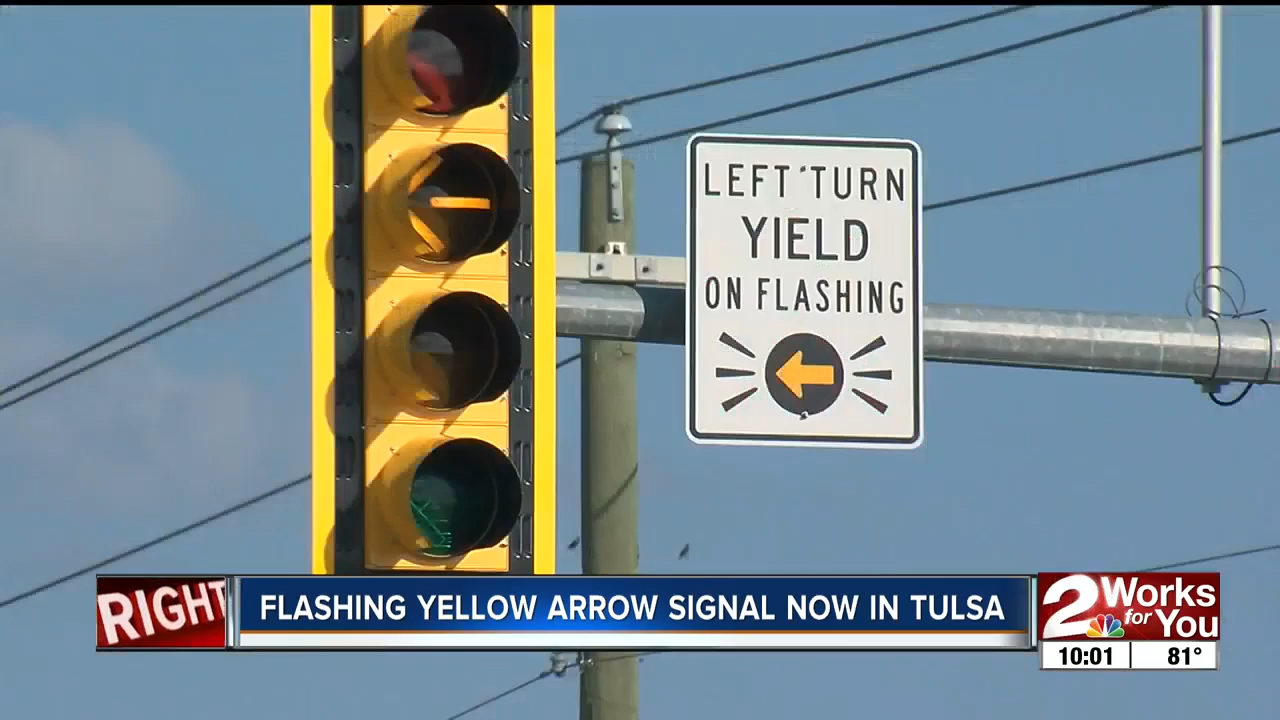 LEFT TURN
YIELD
ON FLASHING
RIGHT
FLASHING YELLOW ARROW SIGNAL NOW IN TULSA
2 Works
for You
10:01 81°